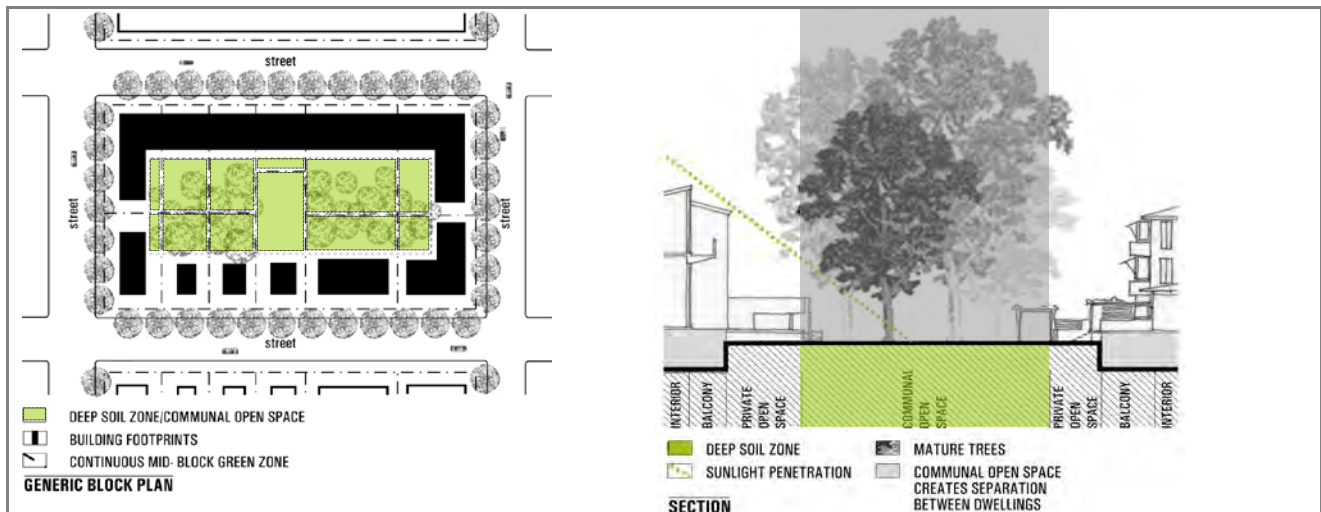 street
street
street
street
DEEP SOIL ZONE/COMMUNAL OPEN SPACE
BUILDING FOOTPRINTS
CONTINUOUS MID- BLOCK GREEN ZONE
GENERIC BLOCK PLAN
INTERIOR
BALCONY
PRIVATE
OPEN
SPACE
COMMUNAL
OPEN
SPACE
PRIVATE
OPEN
SPACE
BALCONY
INTERIOR
DEEP SOIL ZONE
SUNLIGHT PENETRATION
MATURE TREES
COMMUNAL OPEN SPACE
CREATES SEPARATION
BETWEEN DWELLINGS
SECTION